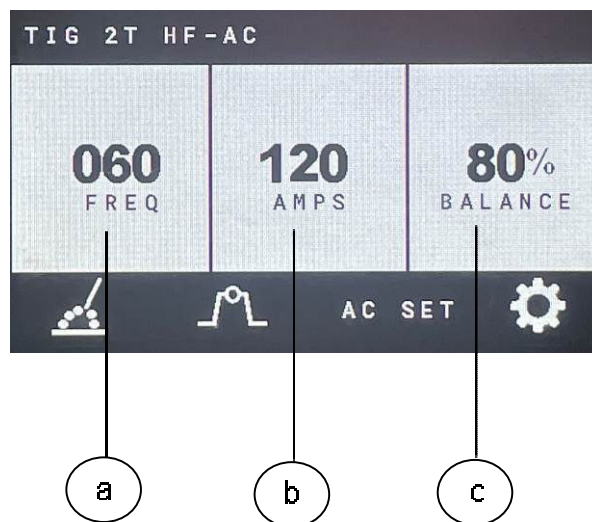 TIG 2T HF-AC
060 120 80%
FREQ AMPS BALANCE
AC SET
a b c